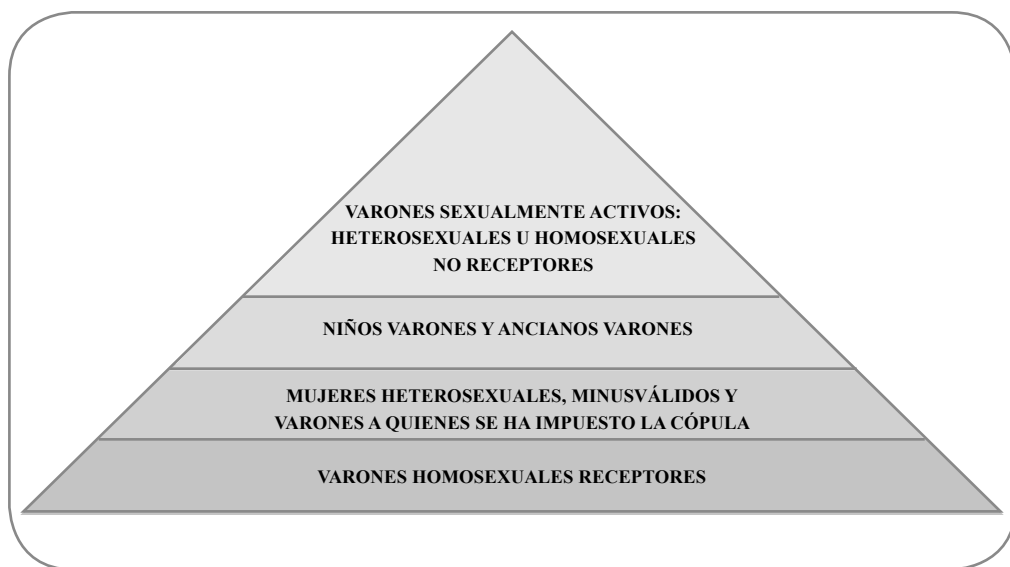 VARONES SEXUALMENTE ACTIVOS:
HETEROSEXUALES U HOMOSEXUALES
NO RECEPTORES
NIÑOS VARONES Y ANCIANOS VARONES
MUJERES HETEROSEXUALES, MINUSVÁLIDOS Y
VARONES A QUIENES SE HA IMPUESTO LA CÓPULA
VARONES HOMOSEXUALES RECEPTORES